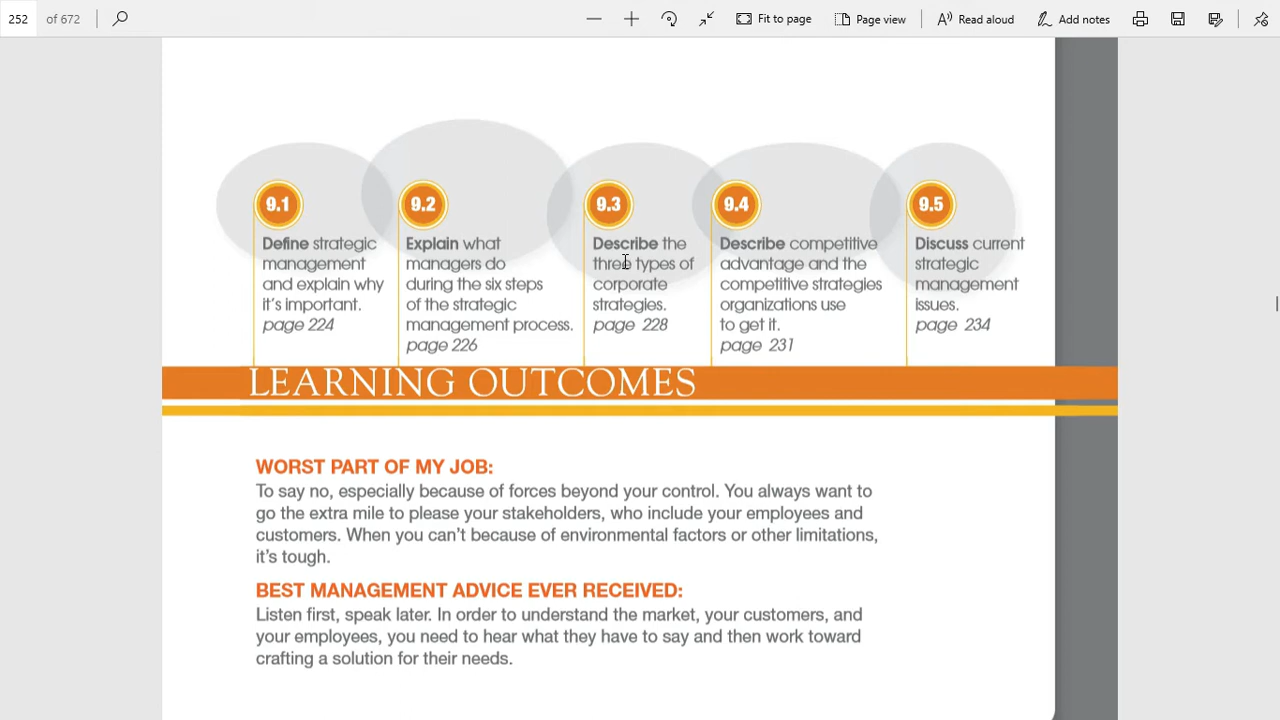 252 of 672
Fit to page
Page view
Read aloud
Add notes
9.1
Define strategic
management
and explain why
it's important.
page 224
9.2
Explain what
managers do
during the six steps
of the strategic
management process.
page 226
9.3
Describe the
three types of
corporate
strategies.
page 228
9.4
Describe competitive
advantage and the
competitive strategies
organizations use
to get it.
page 231
9.5
Discuss current
strategic
management
issues.
page 234
LEARNING OUTCOMES
WORST PART OF MY JOB:
To say no, especially because of forces beyond your control. You always want to
go the extra mile to please your stakeholders, who include your employees and
customers. When you can't because of environmental factors or other limitations,
it's tough.
BEST MANAGEMENT ADVICE EVER RECEIVED:
Listen first, speak later. In order to understand the market, your customers, and
your employees, you need to hear what they have to say and then work toward
crafting a solution for their needs.